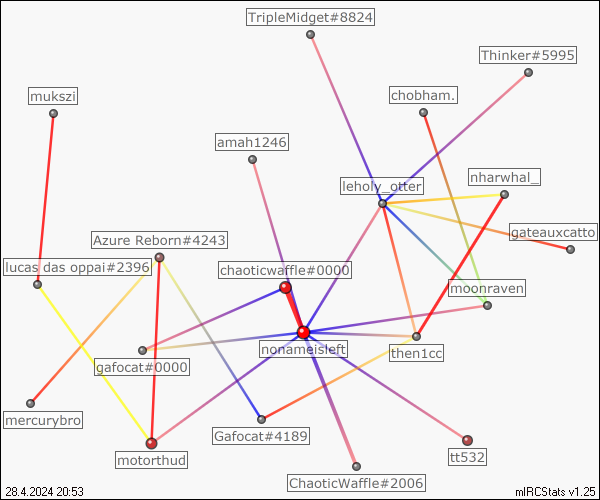 TripleMidget#8824
Thinker#5995
mukszi
chobham.
amah1246
nharwhal_
leholy_otter
gateauxcatto
Azure Reborn#4243
lucas das oppai#2396
chaoticwaffle#0000
moonraven
nonameisleft
then1cc
gafocat#0000
mercurybro
Gafocat#4189
motorthud
tt532
ChaoticWaffle#2006
28.4.2024 20:53
mIRCStats v1.25